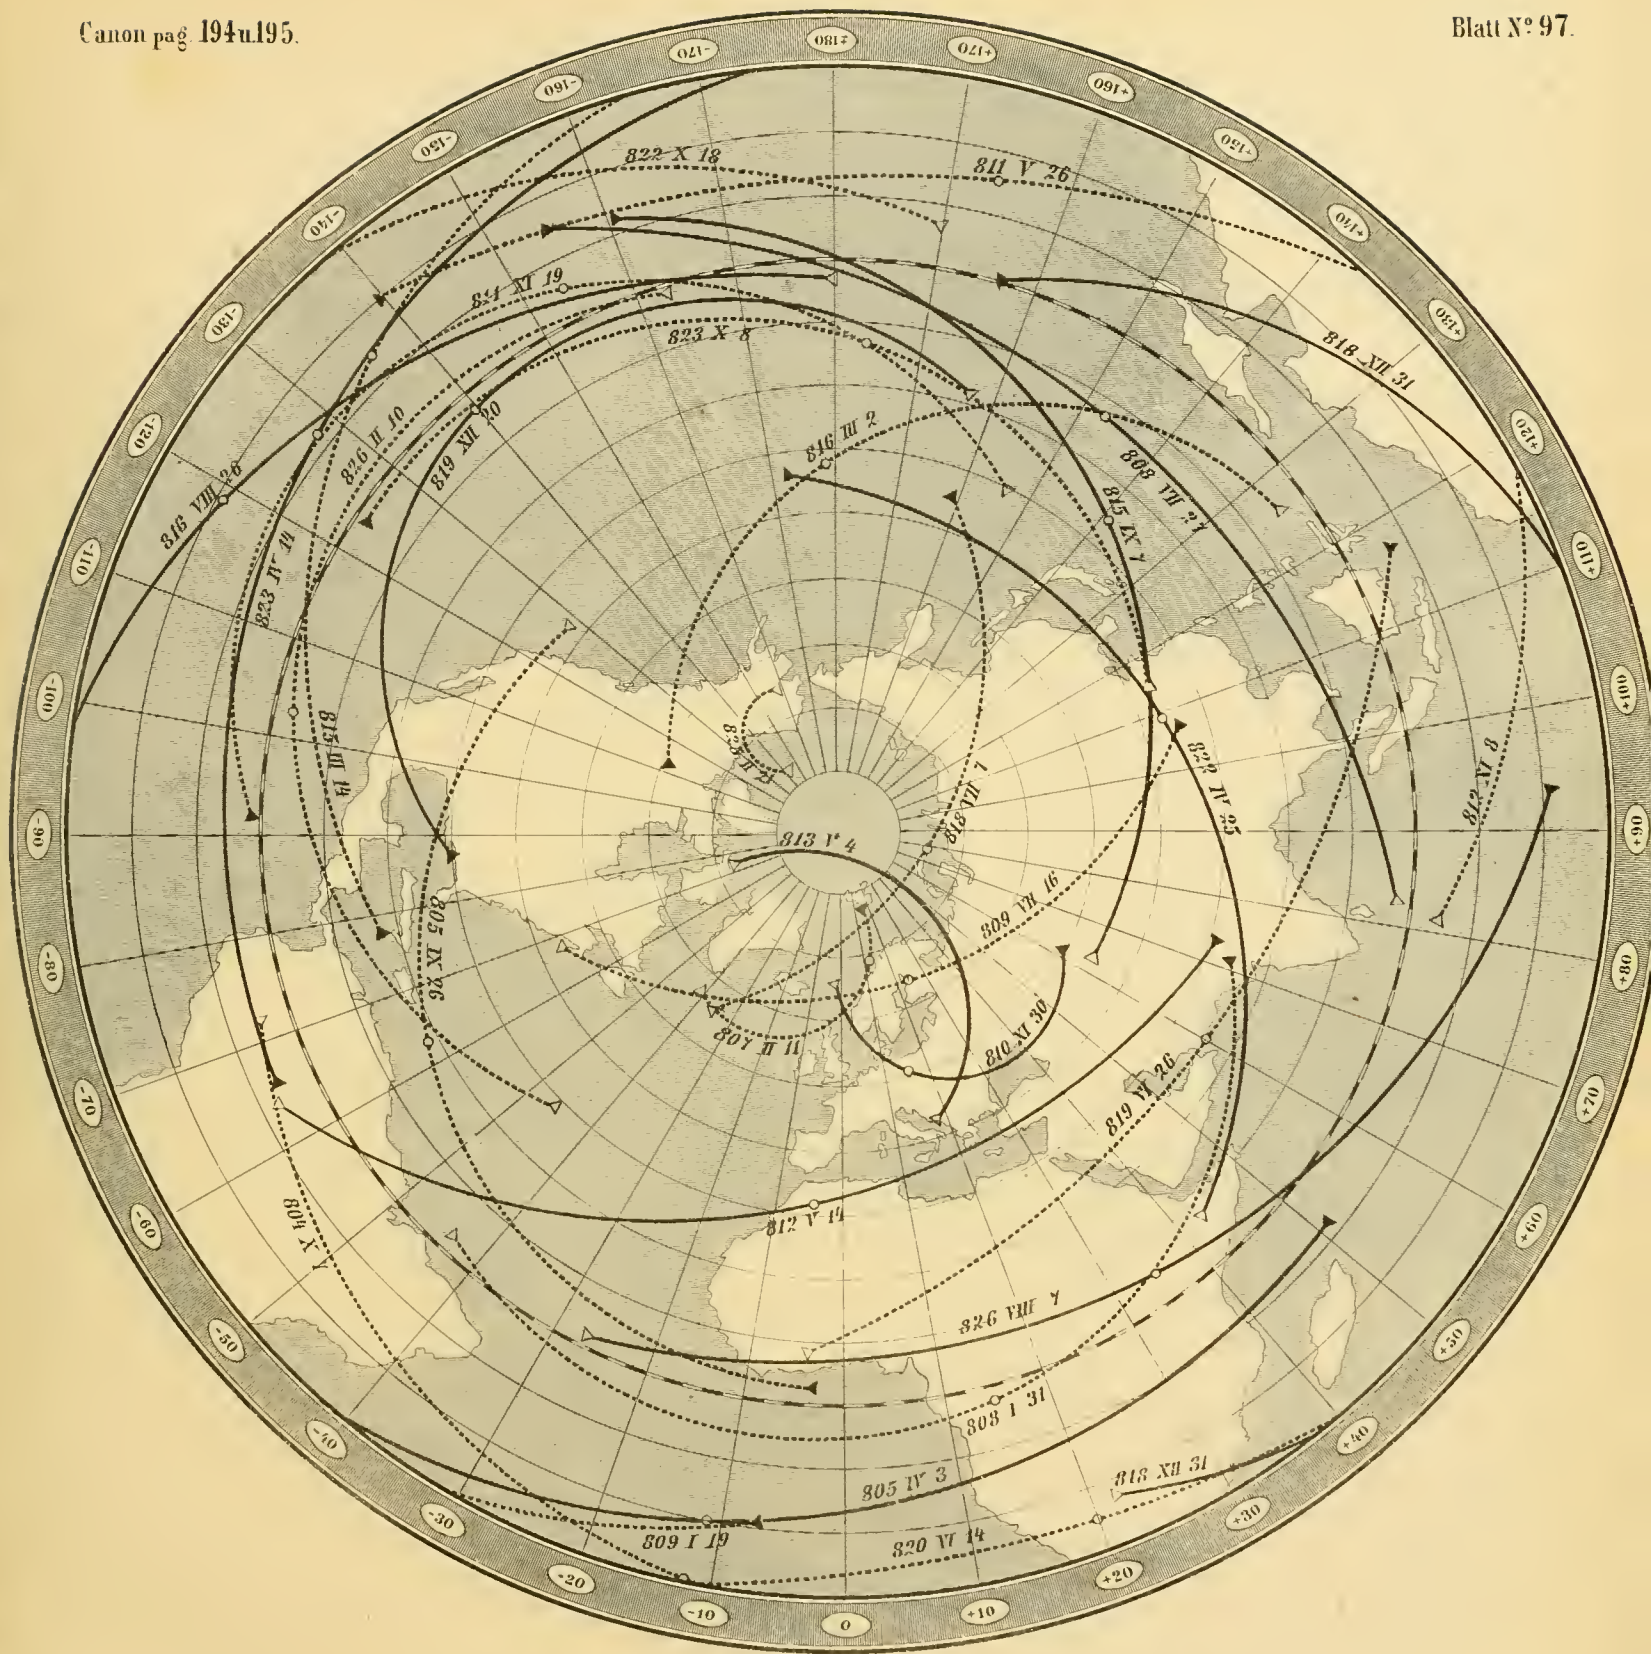 Canon pag. 194 u. 195.
Blatt Nº 97.
±180
+170
+160
+150
+140
+130
+120
+110
+100
+90
+80
+70
+60
+50
+40
+30
+20
+10
0
-10
-20
-30
-40
-50
-60
-70
-80
-90
-100
-110
-120
-130
-140
-150
-160
-170
822 X 18
811 V 26
821 XI 19
823 X 8
818 XII 31
826 II 10
819 XII 20
816 III 2
808 VII 27
815 IX 7
816 VIII 26
823 IV 14
815 III 14
818 VII 7
822 IV 25
812 XI 8
813 V 4
809 VII 16
805 IX 26
807 II 11
810 XI 30
819 VI 26
804 X 7
812 V 14
826 VIII 7
808 I 31
805 IV 3
818 XII 31
809 I 19
820 VI 14